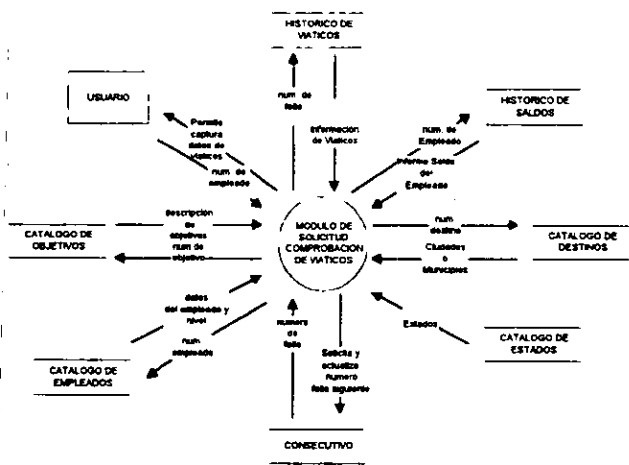 HISTORICO DE
VIATICOS
USUARIO
HISTORICO DE
SALDOS
num. de
folio
Información
de Viaticos
Permite
captura
datos de
viaticos
num. de
empleado
num. de
Empleado
Informe Saldo
del
Empleado
CATALOGO DE
OBJETIVOS
descripción
de
objetivos
num de
objetivo
MODULO DE
SOLICITUD
COMPROBACION
DE VIATICOS
num
destino
Ciudades
o
Municipios
CATALOGO DE
DESTINOS
datos
del empleado y
nivel
num
empleado
CATALOGO DE
EMPLEADOS
numero
de
folio
Solicita y
actualiza
numero
folio siguiente
Estados
CATALOGO DE
ESTADOS
CONSECUTIVO